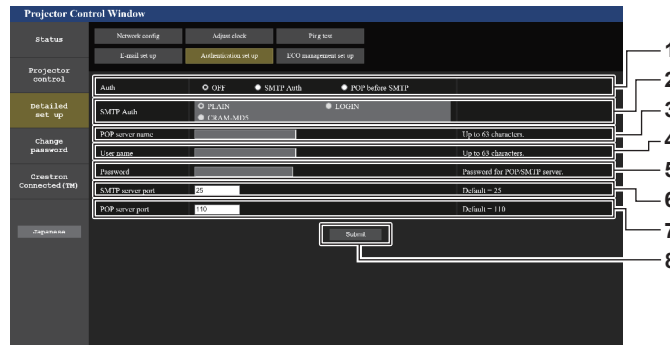 Projector Control Window
Status
Network config
Adjust clock
Ping test
E-mail set up
Authentication set up
ECO management set up
Projector
control
Detailed
set up
Change
password
Crestron
Connected(TM)
Japanese
Auth
OFF
SMTP Auth
POP before SMTP
1
SMTP Auth
PLAIN
LOGIN
CRAM-MD5
2
POP server name
Up to 63 characters.
3
User name
Up to 63 characters.
4
Password
Password for POP/SMTP server.
5
SMTP server port
25
Default = 25
6
POP server port
110
Default = 110
7
Submit
8